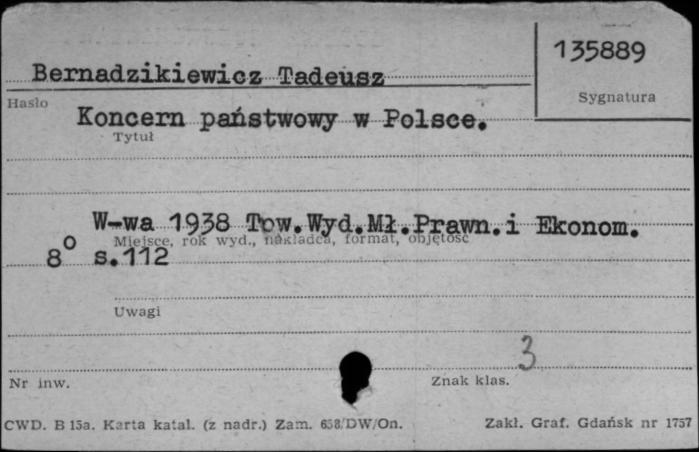 135889
Bernadzikiewicz Tadeusz
Hasło
Sygnatura
Koncern państwowy w Polsce.
Tytuł
W-wa 1938 Tow.Wyd.Mł.Prawn.i Ekonom.
Miejsce, rok wyd., nakładca, format, objętość
8° s.112
Uwagi
3
Nr inw.
Znak klas.
CWD. B 15a. Karta katal. (z nadr.) Zam. 658/DW/On.
Zakł. Graf. Gdańsk nr 1757